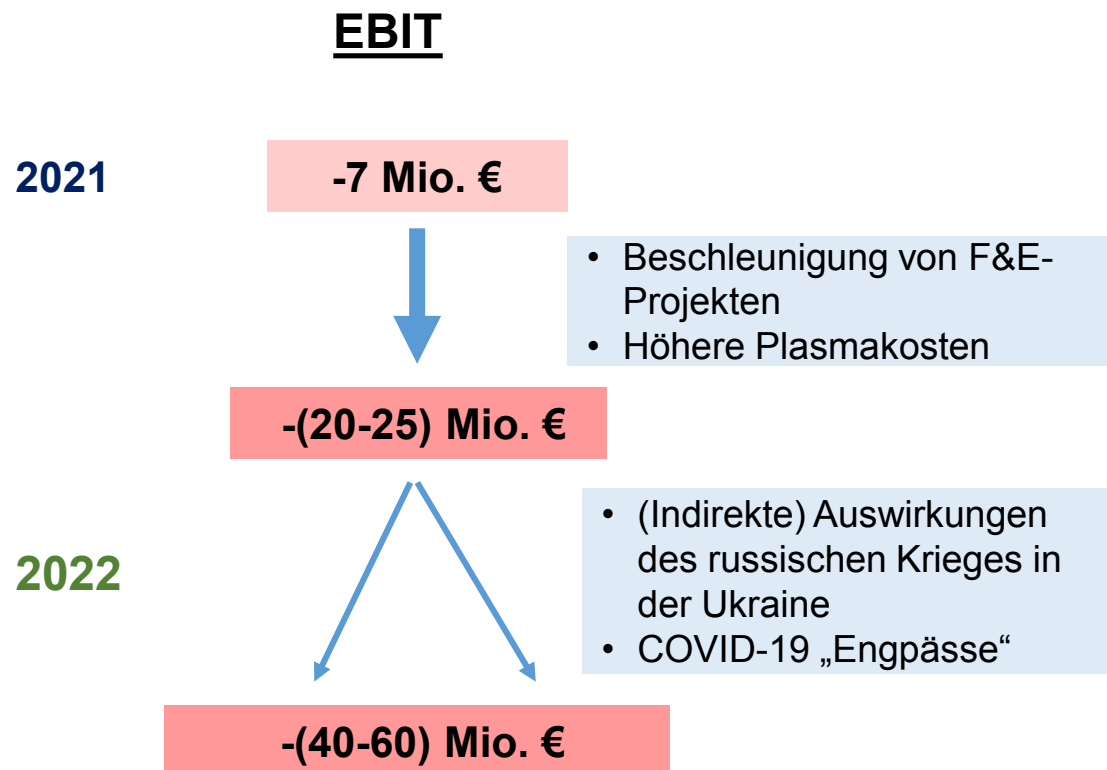 EBIT
2021
-7 Mio. €
• Beschleunigung von F&E-
Projekten
• Höhere Plasmakosten
-(20-25) Mio. €
2022
• (Indirekte) Auswirkungen
des russischen Krieges in
der Ukraine
• COVID-19 „Engpässe“
-(40-60) Mio. €